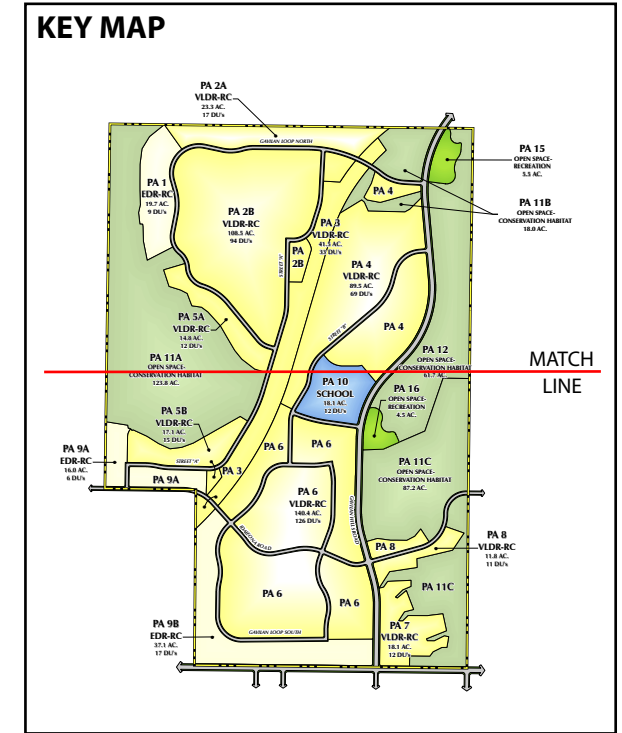 KEY MAP
PA 2A
VLDR-RC
23.3 AC.
17 DU's
GAVILAN LOOP NORTH
PA 15
OPEN SPACE-
RECREATION
5.5 AC.
PA 1
EDR-RC
19.7 AC.
9 DU's
PA 4
PA 11B
OPEN SPACE-
CONSERVATION HABITAT
18.0 AC.
PA 2B
VLDR-RC
108.5 AC.
94 DU's
PA 3
VLDR-RC
41.5 AC.
33 DU's
PA
2B
STREET "A"
PA 4
VLDR-RC
89.5 AC.
69 DU's
PA 5A
VLDR-RC
14.8 AC.
12 DU's
STREET "B"
PA 4
PA 11A
OPEN SPACE-
CONSERVATION HABITAT
123.8 AC.
PA 12
OPEN SPACE-
CONSERVATION HABITAT
61.7 AC.
MATCH
LINE
PA 10
SCHOOL
18.1 AC.
12 DU's
PA 16
OPEN SPACE-
RECREATION
4.5 AC.
PA 5B
VLDR-RC
17.1 AC.
15 DU's
PA 9A
EDR-RC
16.0 AC.
6 DU's
STREET "A"
PA 3
PA 6
PA 6
PA 11C
OPEN SPACE-
CONSERVATION HABITAT
87.2 AC.
PA 9A
PA 6
VLDR-RC
140.4 AC.
126 DU's
GAVILAN HILLS ROAD
PA 8
PA 8
VLDR-RC
11.8 AC.
11 DU's
PA 6
PA 6
PA 11C
PA 9B
EDR-RC
37.1 AC.
17 DU's
GAVILAN LOOP SOUTH
PA 7
VLDR-RC
18.1 AC.
12 DU's